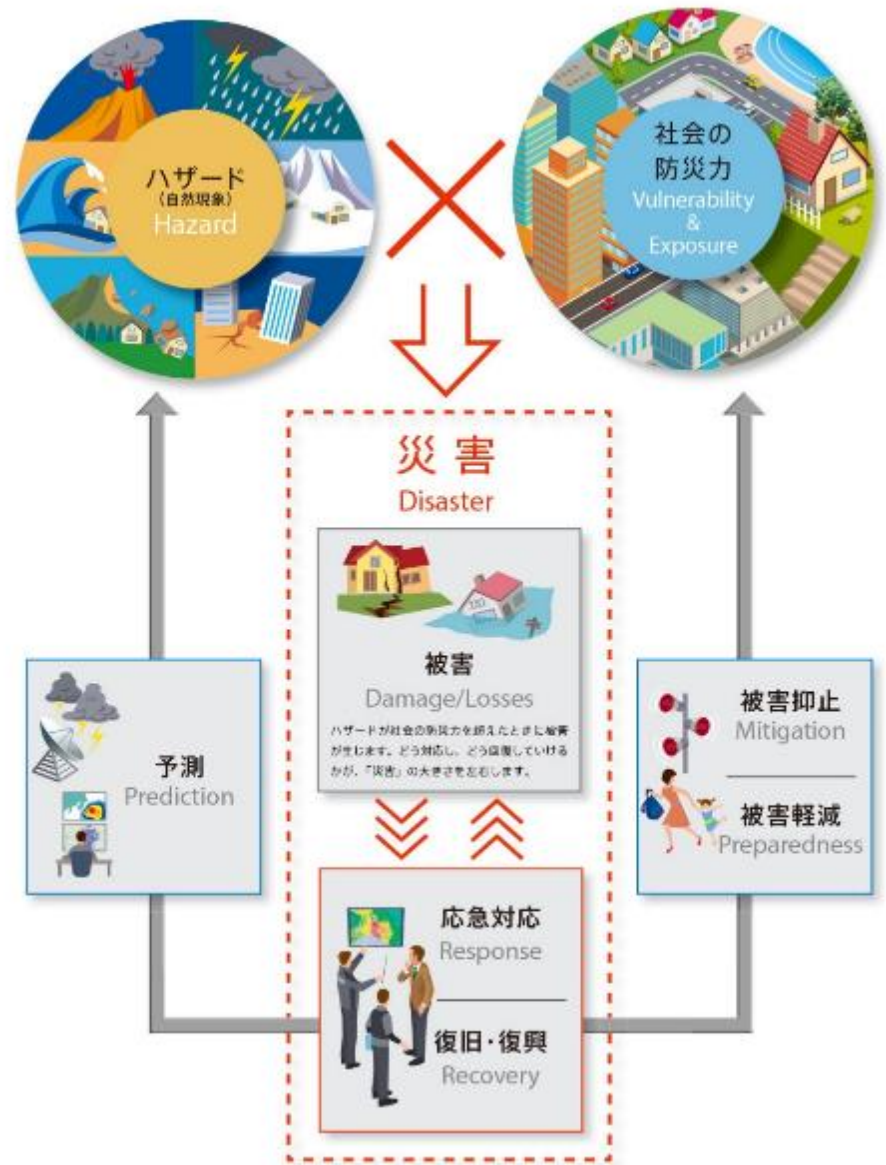 ハザード
(自然現象)
Hazard
社会の
防災力
Vulnerability
&
Exposure
災害
Disaster
被害
Damage/Losses
ハザードが社会の防災力を超えたときに被害
が生じます。どう対応し、どう回復していける
かが、「災害」の大きさを左右します。
予測
Prediction
被害抑止
Mitigation
被害軽減
Preparedness
応急対応
Response
復旧・復興
Recovery